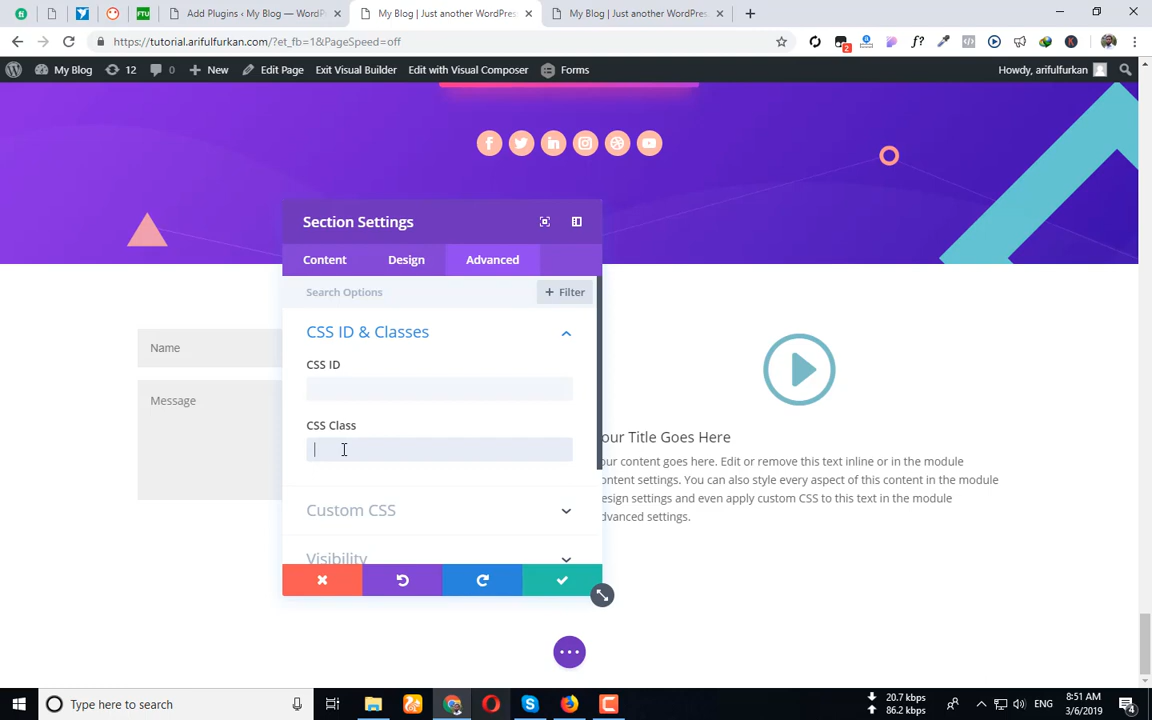 FTU
Add Plugins ‹ My Blog — WordPr
My Blog | Just another WordPres
My Blog | Just another WordPres
https://tutorial.arifulfurkan.com/?et_fb=1&PageSpeed=off
f?
2
K
My Blog
12
0
New
Edit Page
Exit Visual Builder
Edit with Visual Composer
Forms
Howdy, arifulfurkan
Section Settings
Content
Design
Advanced
Search Options
+ Filter
CSS ID & Classes
CSS ID
CSS Class
Custom CSS
Visibility
Name
Message
our Title Goes Here
our content goes here. Edit or remove this text inline or in the module
ontent settings. You can also style every aspect of this content in the module
esign settings and even apply custom CSS to this text in the module
dvanced settings.
Type here to search
20.7 kbps
86.2 kbps
ENG
8:51 AM
3/6/2019
4